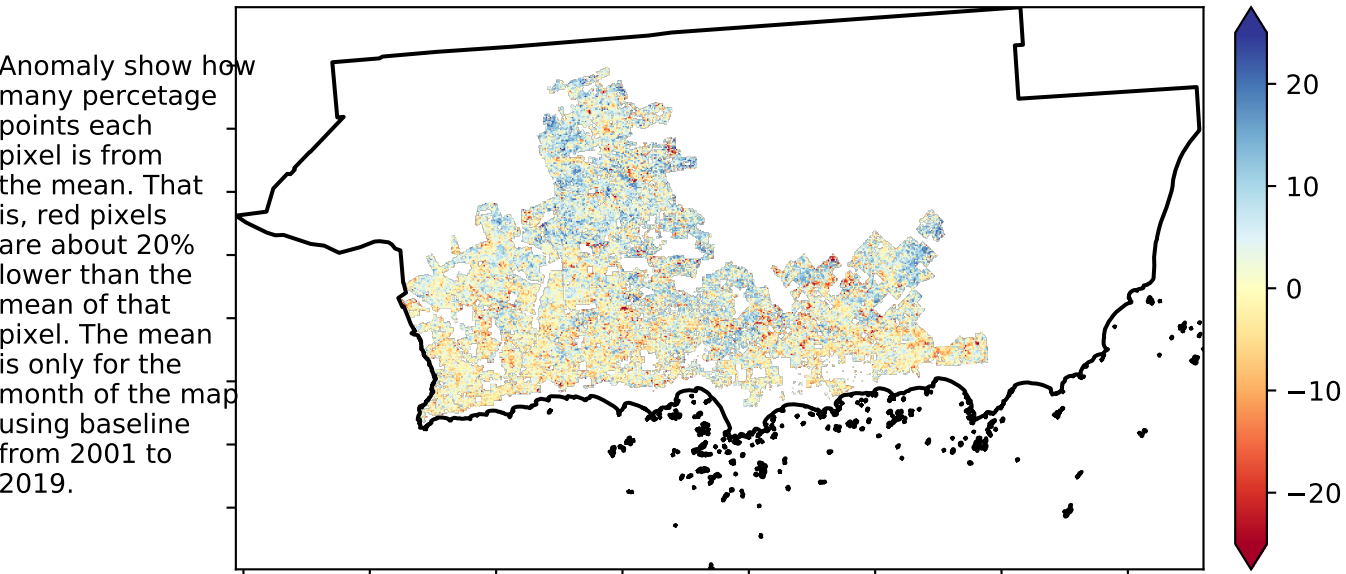 Anomaly show how
many percetage
points each
pixel is from
the mean. That
is, red pixels
are about 20%
lower than the
mean of that
pixel. The mean
is only for the
month of the map
using baseline
from 2001 to
2019.
20
10
0
−10
−20